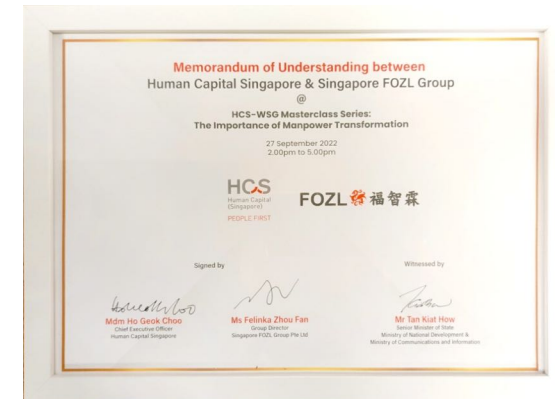 Memorandum of Understanding between
Human Capital Singapore & Singapore FOZL Group
@
HCS-WSG Masterclass Series:
The Importance of Manpower Transformation
27 September 2022
2.00pm to 5.00pm
HCS
Human Capital
(Singapore)
PEOPLE FIRST
FOZL 福智霖
Signed by
Witnessed by
Mdm Ho Geok Choo
Chief Executive Officer
Human Capital Singapore
Ms Felinka Zhou Fan
Group Director
Singapore FOZL Group Pte Ltd
Mr Tan Kiat How
Senior Minister of State
Ministry of National Development &
Ministry of Communications and Information